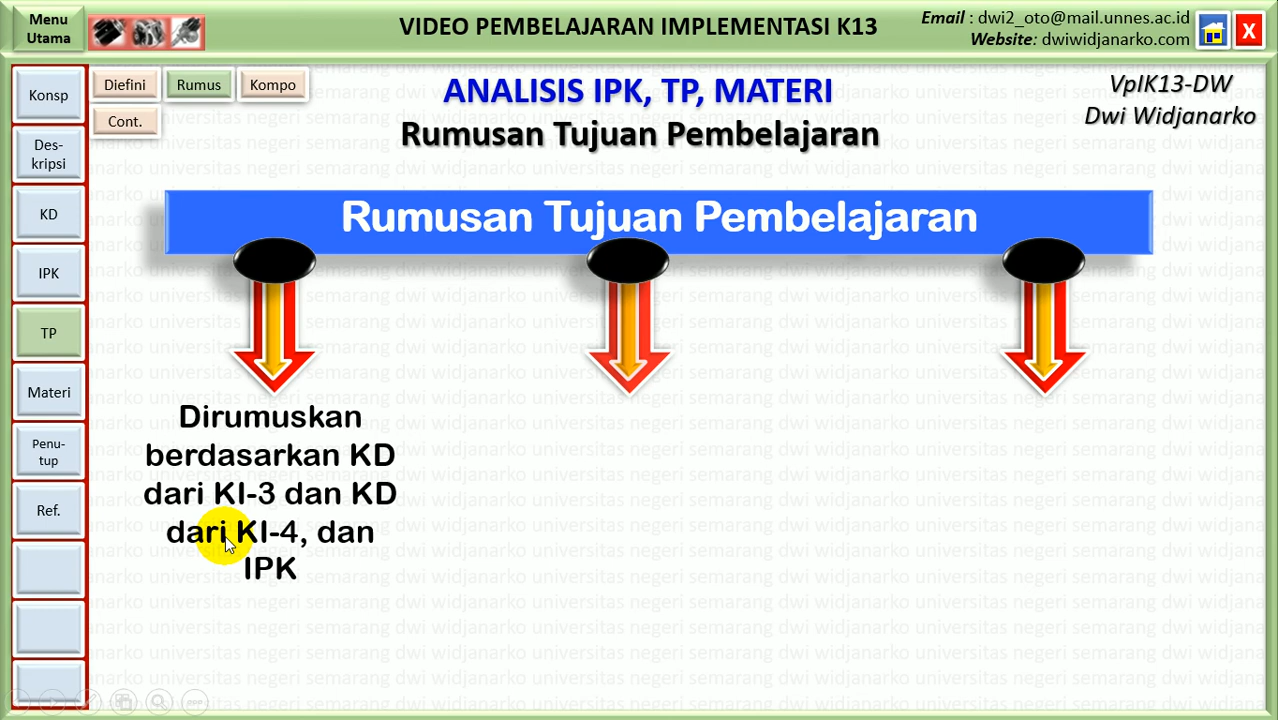 Menu
Utama
VIDEO PEMBELAJARAN IMPLEMENTASI K13
Email : dwi2_oto@mail.unnes.ac.id
Website: dwiwidjanarko.com
X
Konsp
Des-
kripsi
KD
IPK
TP
Materi
Penu-
tup
Ref.
Diefini
Rumus
Kompo
Cont.
ANALISIS IPK, TP, MATERI
Rumusan Tujuan Pembelajaran
VpIK13-DW
Dwi Widjanarko
Rumusan Tujuan Pembelajaran
Dirumuskan
berdasarkan KD
dari KI-3 dan KD
dari KI-4, dan
IPK